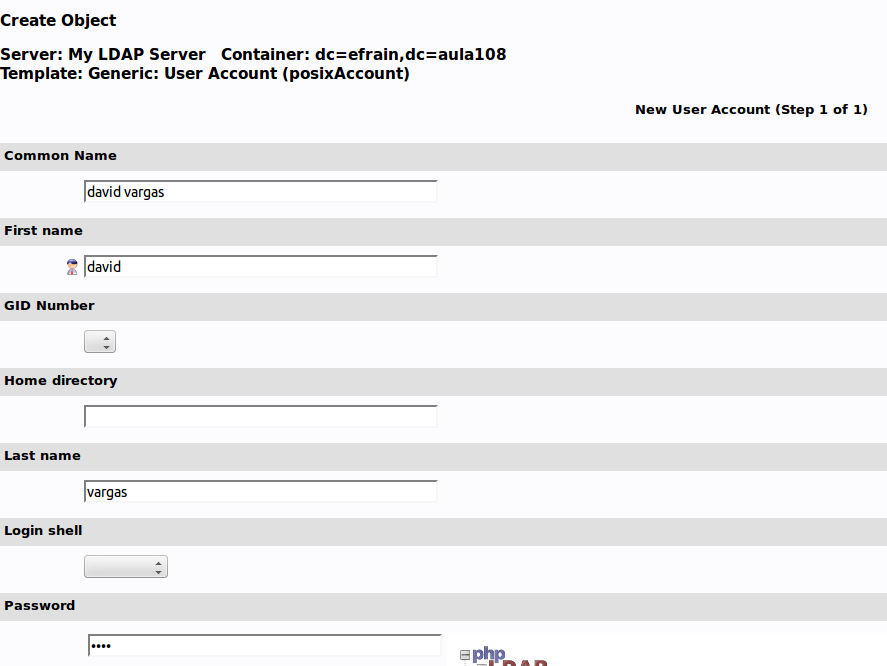 Create Object
Server: My LDAP Server   Container: dc=efrain,dc=aula108
Template: Generic: User Account (posixAccount)
New User Account (Step 1 of 1)
Common Name
david vargas
First name
david
GID Number
Home directory
Last name
vargas
Login shell
Password
••••
php
LDAP